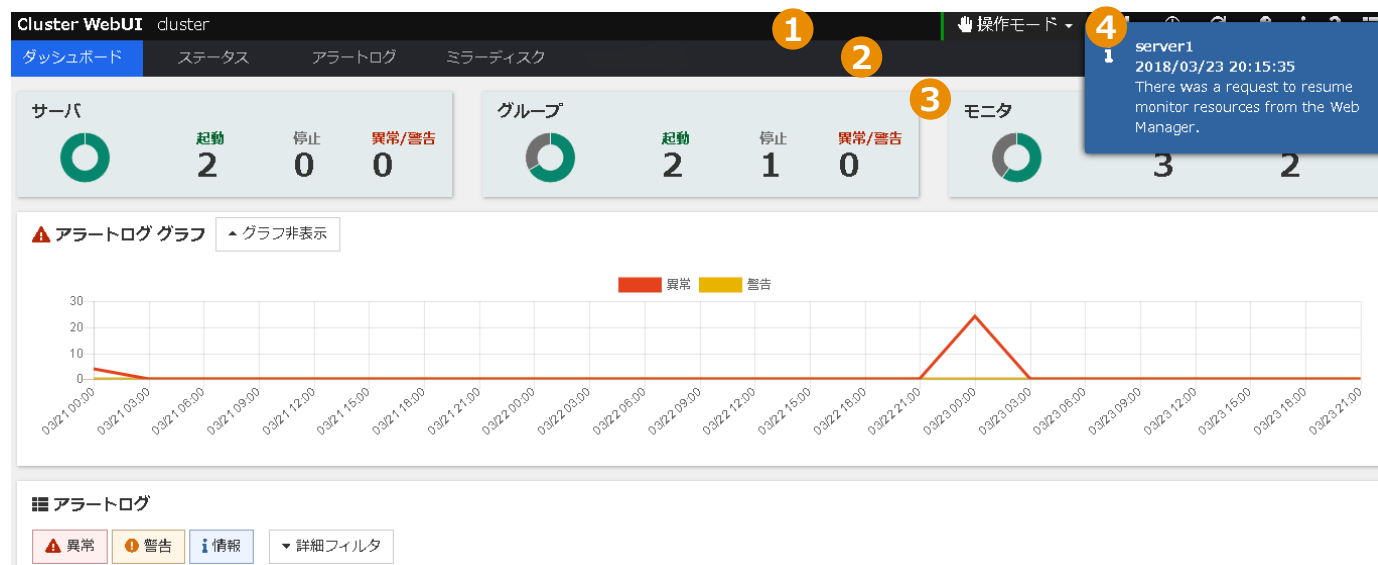 Cluster WebUI cluster
1
操作モード
4
ダッシュボード ステータス アラートログ ミラーディスク
2
server1
2018/03/23 20:15:35
There was a request to resume
monitor resources from the Web
Manager.
サーバ
起動 停止 異常/警告
2 0 0
グループ
起動 停止 異常/警告
2 1 0
3
モニタ
3 2
アラートログ グラフ グラフ非表示
異常 警告
30
20
10
0
03/21 00:00 03/21 03:00 03/21 06:00 03/21 09:00 03/21 12:00 03/21 15:00 03/21 18:00 03/21 21:00 03/22 00:00 03/22 03:00 03/22 06:00 03/22 09:00 03/22 12:00 03/22 15:00 03/22 18:00 03/22 21:00 03/23 00:00 03/23 03:00 03/23 06:00 03/23 09:00 03/23 12:00 03/23 15:00 03/23 18:00 03/23 21:00
アラートログ
異常 警告 情報 詳細フィルタ